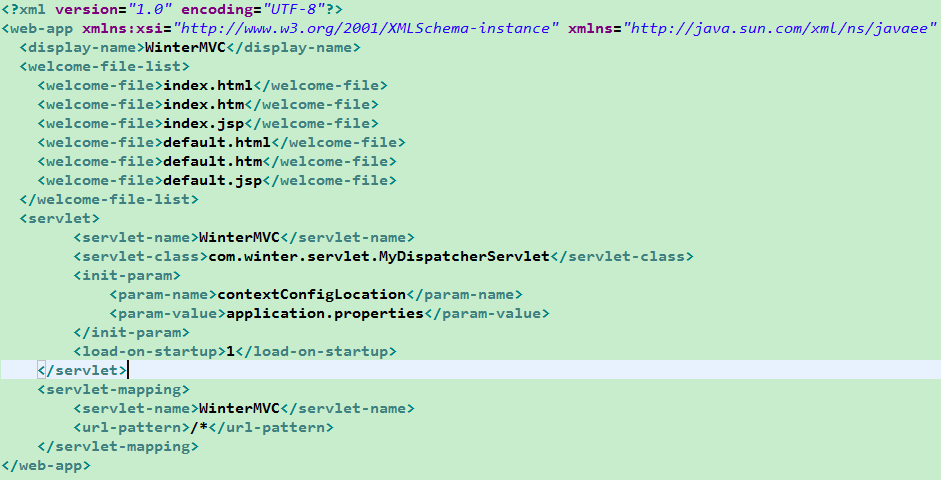 <?xml version="1.0" encoding="UTF-8"?>
<web-app xmlns:xsi="http://www.w3.org/2001/XMLSchema-instance" xmlns="http://java.sun.com/xml/ns/javaee"
  <display-name>WinterMVC</display-name>
  <welcome-file-list>
    <welcome-file>index.html</welcome-file>
    <welcome-file>index.htm</welcome-file>
    <welcome-file>index.jsp</welcome-file>
    <welcome-file>default.html</welcome-file>
    <welcome-file>default.htm</welcome-file>
    <welcome-file>default.jsp</welcome-file>
  </welcome-file-list>
  <servlet>
        <servlet-name>WinterMVC</servlet-name>
        <servlet-class>com.winter.servlet.MyDispatcherServlet</servlet-class>
        <init-param>
            <param-name>contextConfigLocation</param-name>
            <param-value>application.properties</param-value>
        </init-param>
        <load-on-startup>1</load-on-startup>
    </servlet>
    <servlet-mapping>
        <servlet-name>WinterMVC</servlet-name>
        <url-pattern>/*</url-pattern>
    </servlet-mapping>
</web-app>